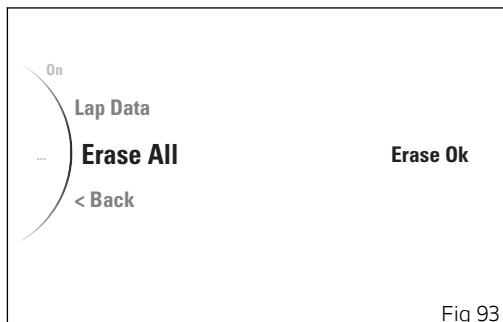 On
Lap Data
...
Erase All
Erase Ok
< Back
Fig 93